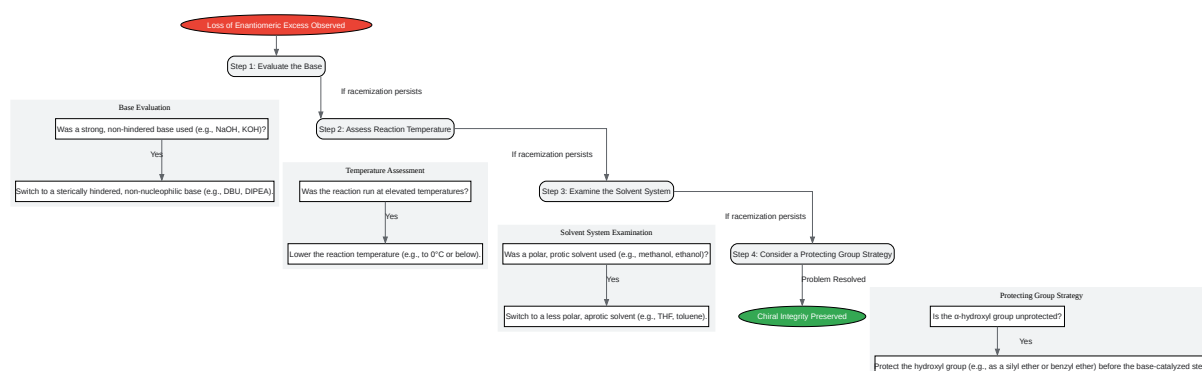 Loss of Enantiomeric Excess Observed
Step 1: Evaluate the Base
If racemization persists
Base Evaluation
Was a strong, non-hindered base used (e.g., NaOH, KOH)?
Yes
Switch to a sterically hindered, non-nucleophilic base (e.g., DBU, DIPEA).
Step 2: Assess Reaction Temperature
If racemization persists
Temperature Assessment
Was the reaction run at elevated temperatures?
Yes
Lower the reaction temperature (e.g., to 0°C or below).
Step 3: Examine the Solvent System
If racemization persists
Solvent System Examination
Was a polar, protic solvent used (e.g., methanol, ethanol)?
Yes
Switch to a less polar, aprotic solvent (e.g., THF, toluene).
Step 4: Consider a Protecting Group Strategy
Problem Resolved
Chiral Integrity Preserved
Protecting Group Strategy
Is the α-hydroxyl group unprotected?
Yes
Protect the hydroxyl group (e.g., as a silyl ether or benzyl ether) before the base-catalyzed ste